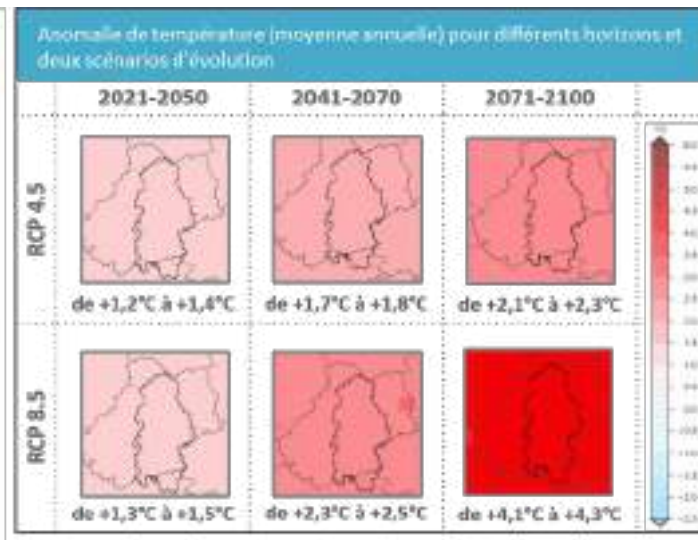 Anomalie de température (moyenne annuelle) pour différents horizons et
deux scénarios d'évolution
2021-2050 2041-2070 2071-2100
RCP 4.5
de +1,2°C à +1,4°C de +1,7°C à +1,8°C de +2,1°C à +2,3°C
RCP 8.5
de +1,3°C à +1,5°C de +2,3°C à +2,5°C de +4,1°C à +4,3°C